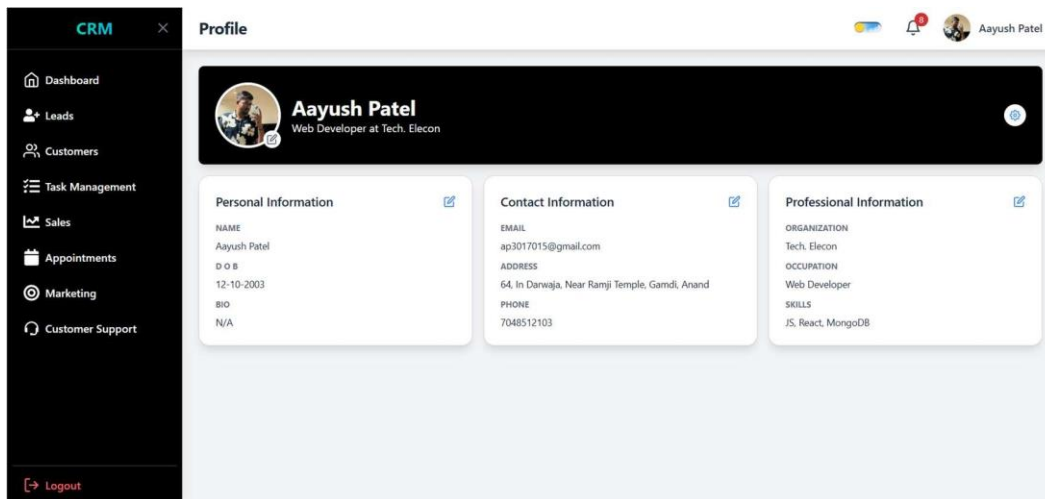 CRM
Dashboard
Leads
Customers
Task Management
Sales
Appointments
Marketing
Customer Support
Logout
Profile
8
Aayush Patel
Aayush Patel
Web Developer at Tech. Elecon
Personal Information
NAME
Aayush Patel
D O B
12-10-2003
BIO
N/A
Contact Information
EMAIL
ap3017015@gmail.com
ADDRESS
64, In Darwaja, Near Ramji Temple, Gamdi, Anand
PHONE
7048512103
Professional Information
ORGANIZATION
Tech. Elecon
OCCUPATION
Web Developer
SKILLS
JS, React, MongoDB